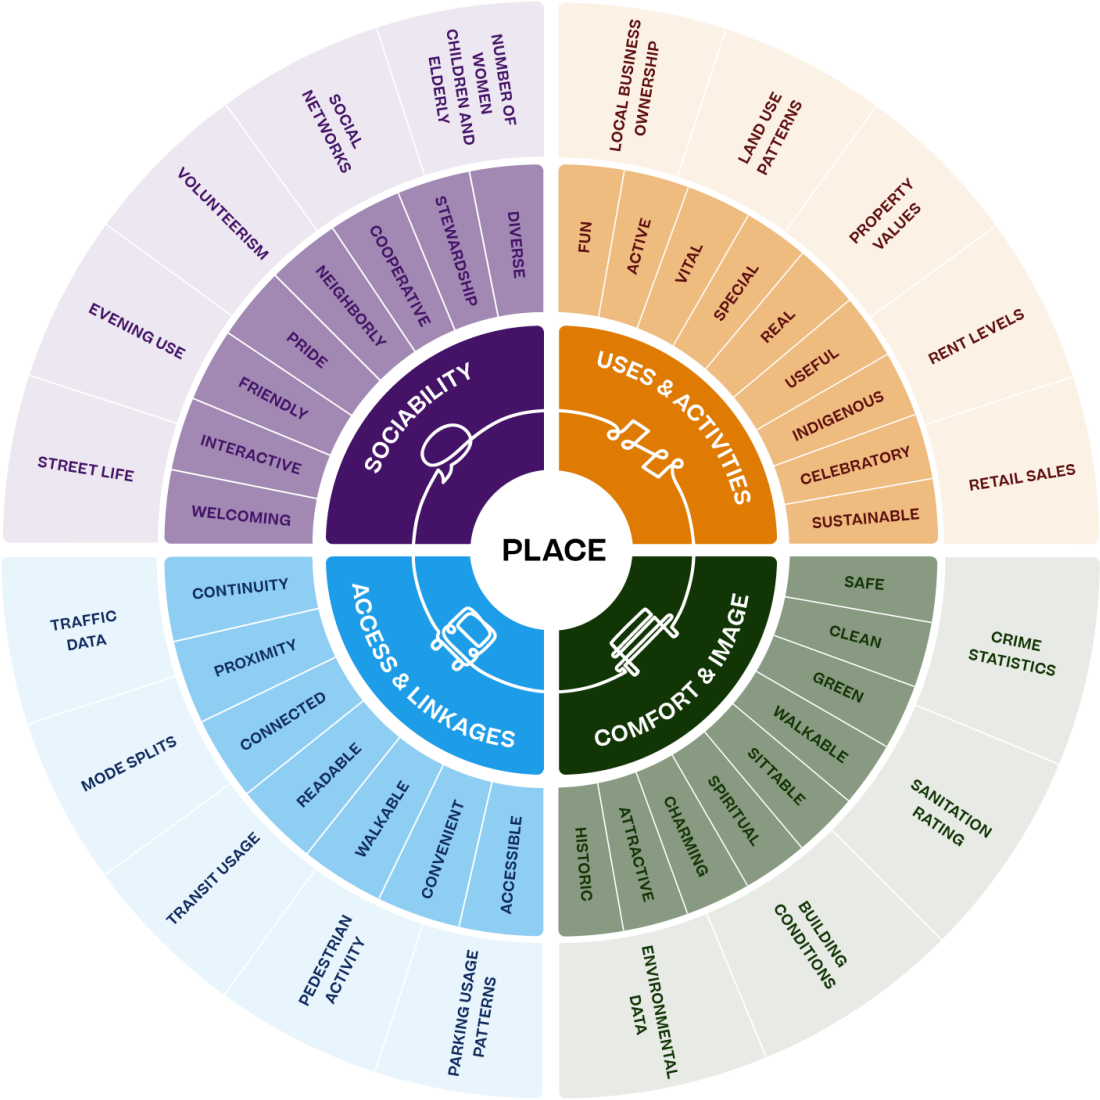 PLACE
SOCIABILITY
USES & ACTIVITIES
ACCESS & LINKAGES
COMFORT & IMAGE
WELCOMING
INTERACTIVE
FRIENDLY
PRIDE
NEIGHBORLY
COOPERATIVE
STEWARDSHIP
DIVERSE
STREET LIFE
EVENING USE
VOLUNTEERISM
SOCIAL
NETWORKS
NUMBER OF
WOMEN
CHILDREN AND
ELDERLY
FUN
ACTIVE
VITAL
SPECIAL
REAL
USEFUL
INDIGENOUS
CELEBRATORY
SUSTAINABLE
LOCAL BUSINESS
OWNERSHIP
LAND USE
PATTERNS
PROPERTY
VALUES
RENT LEVELS
RETAIL SALES
SAFE
CLEAN
GREEN
WALKABLE
SITTABLE
SPIRITUAL
CHARMING
ATTRACTIVE
HISTORIC
CRIME
STATISTICS
SANITATION
RATING
BUILDING
CONDITIONS
ENVIRONMENTAL
DATA
CONTINUITY
PROXIMITY
CONNECTED
READABLE
WALKABLE
CONVENIENT
ACCESSIBLE
TRAFFIC
DATA
MODE SPLITS
TRANSIT USAGE
PEDESTRIAN
ACTIVITY
PARKING USAGE
PATTERNS